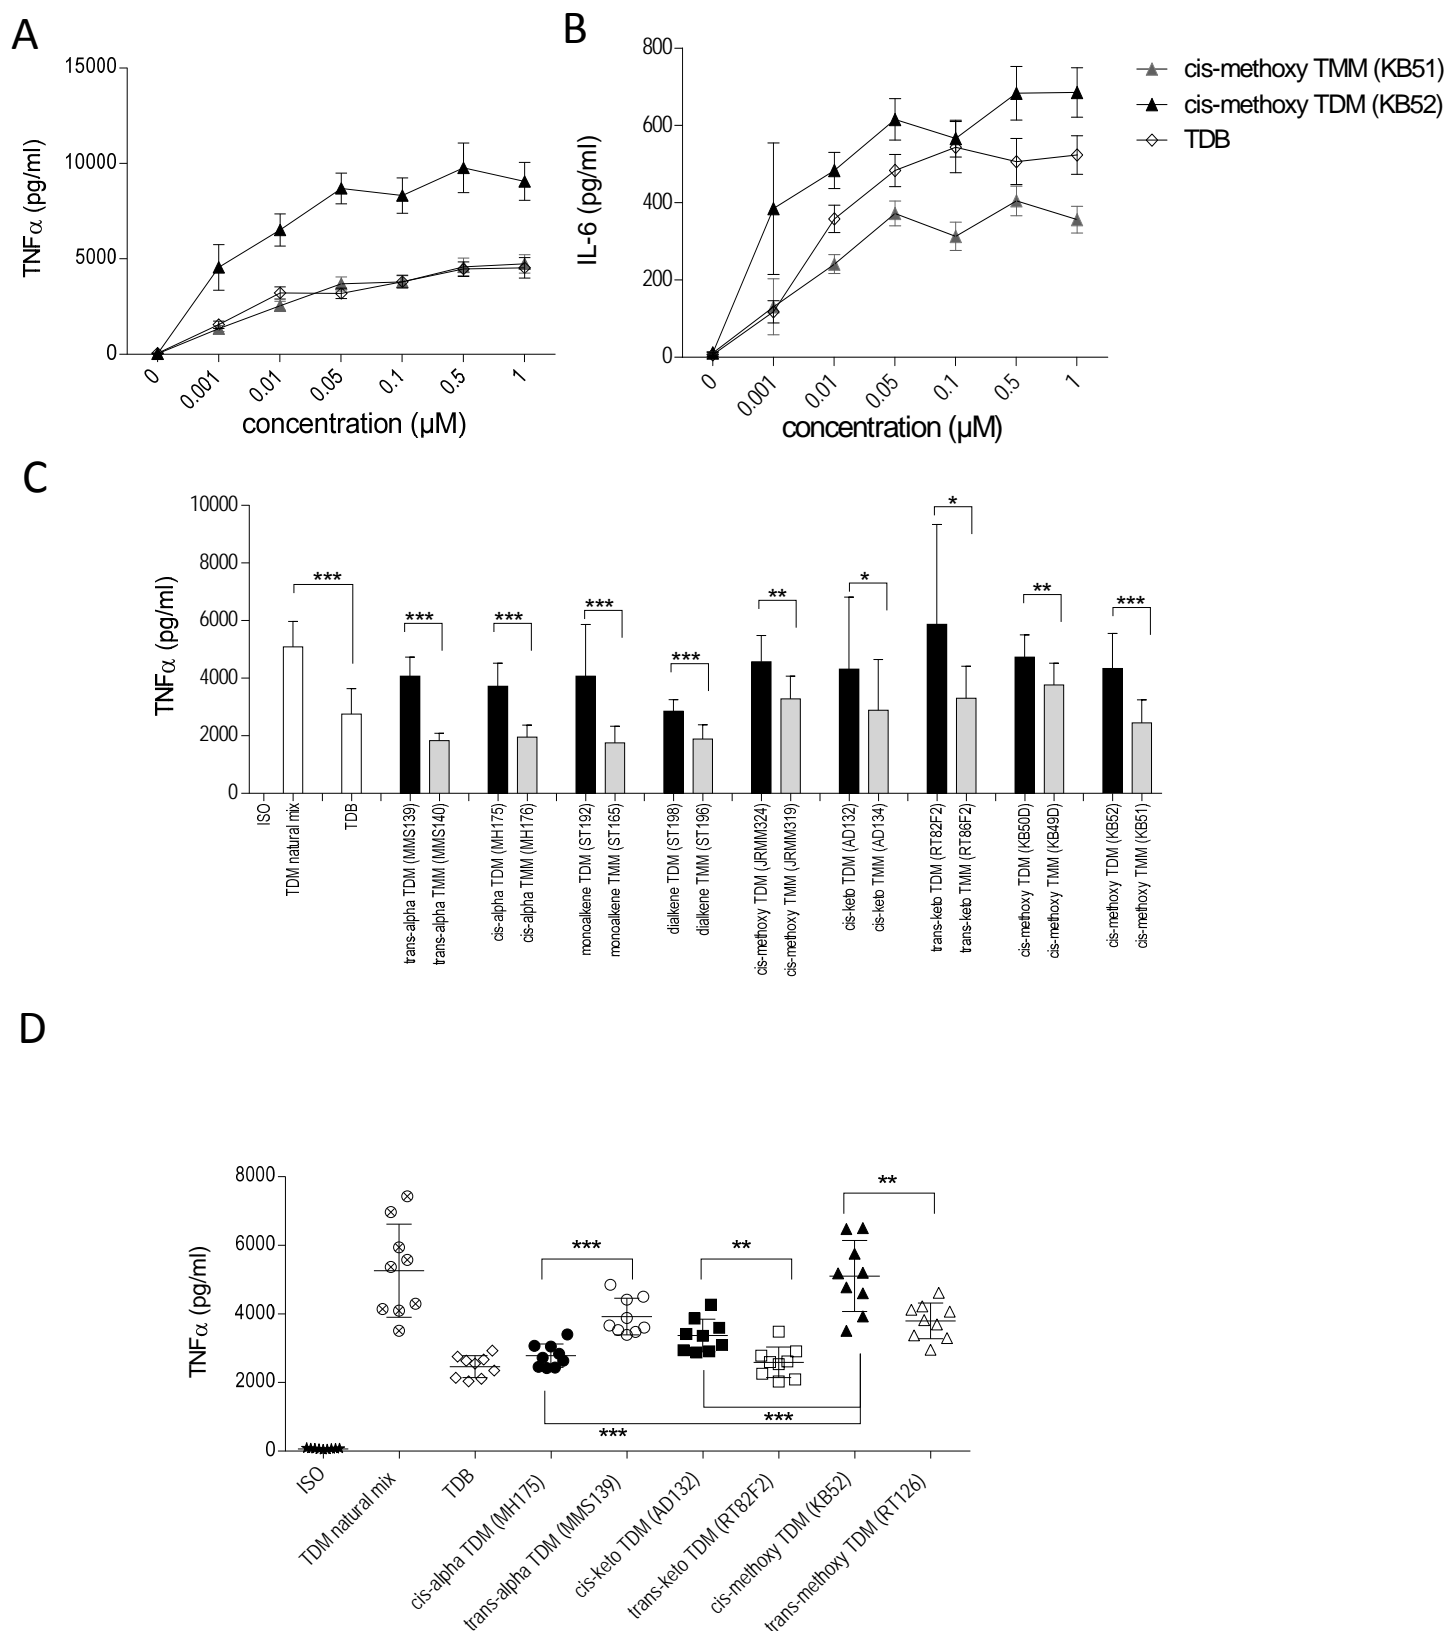 A
B
15000
10000
5000
0
TNFα (pg/ml)
0
0.001
0.01
0.05
0.1
0.5
1
concentration (µM)
800
600
400
200
0
IL-6 (pg/ml)
0
0.001
0.01
0.05
0.1
0.5
1
concentration (µM)
cis-methoxy TMM (KB51)
cis-methoxy TDM (KB52)
TDB
C
10000
8000
6000
4000
2000
0
TNFα (pg/ml)
***
***
***
***
***
**
*
*
**
***
ISO
TDM natural mix
TDB
trans-alpha TDM (MMS139)
trans-alpha TMM (MMS140)
cis-alpha TDM (MH175)
cis-alpha TMM (MH176)
monoalkene TDM (ST192)
monoalkene TMM (ST165)
dialkene TDM (ST198)
dialkene TMM (ST196)
cis-methoxy TDM (JRMM324)
cis-methoxy TMM (JRMM319)
cis-keto TDM (AD132)
cis-keto TMM (AD134)
trans-keto TDM (RT82F2)
trans-keto TMM (RT86F2)
cis-methoxy TDM (KB50D)
cis-methoxy TMM (KB49D)
cis-methoxy TDM (KB52)
cis-methoxy TMM (KB51)
D
8000
6000
4000
2000
0
TNFα (pg/ml)
***
**
**
***
***
ISO
TDM natural mix
TDB
cis-alpha TDM (MH175)
trans-alpha TDM (MMS139)
cis-keto TDM (AD132)
trans-keto TDM (RT82F2)
cis-methoxy TDM (KB52)
trans-methoxy TDM (RT126)